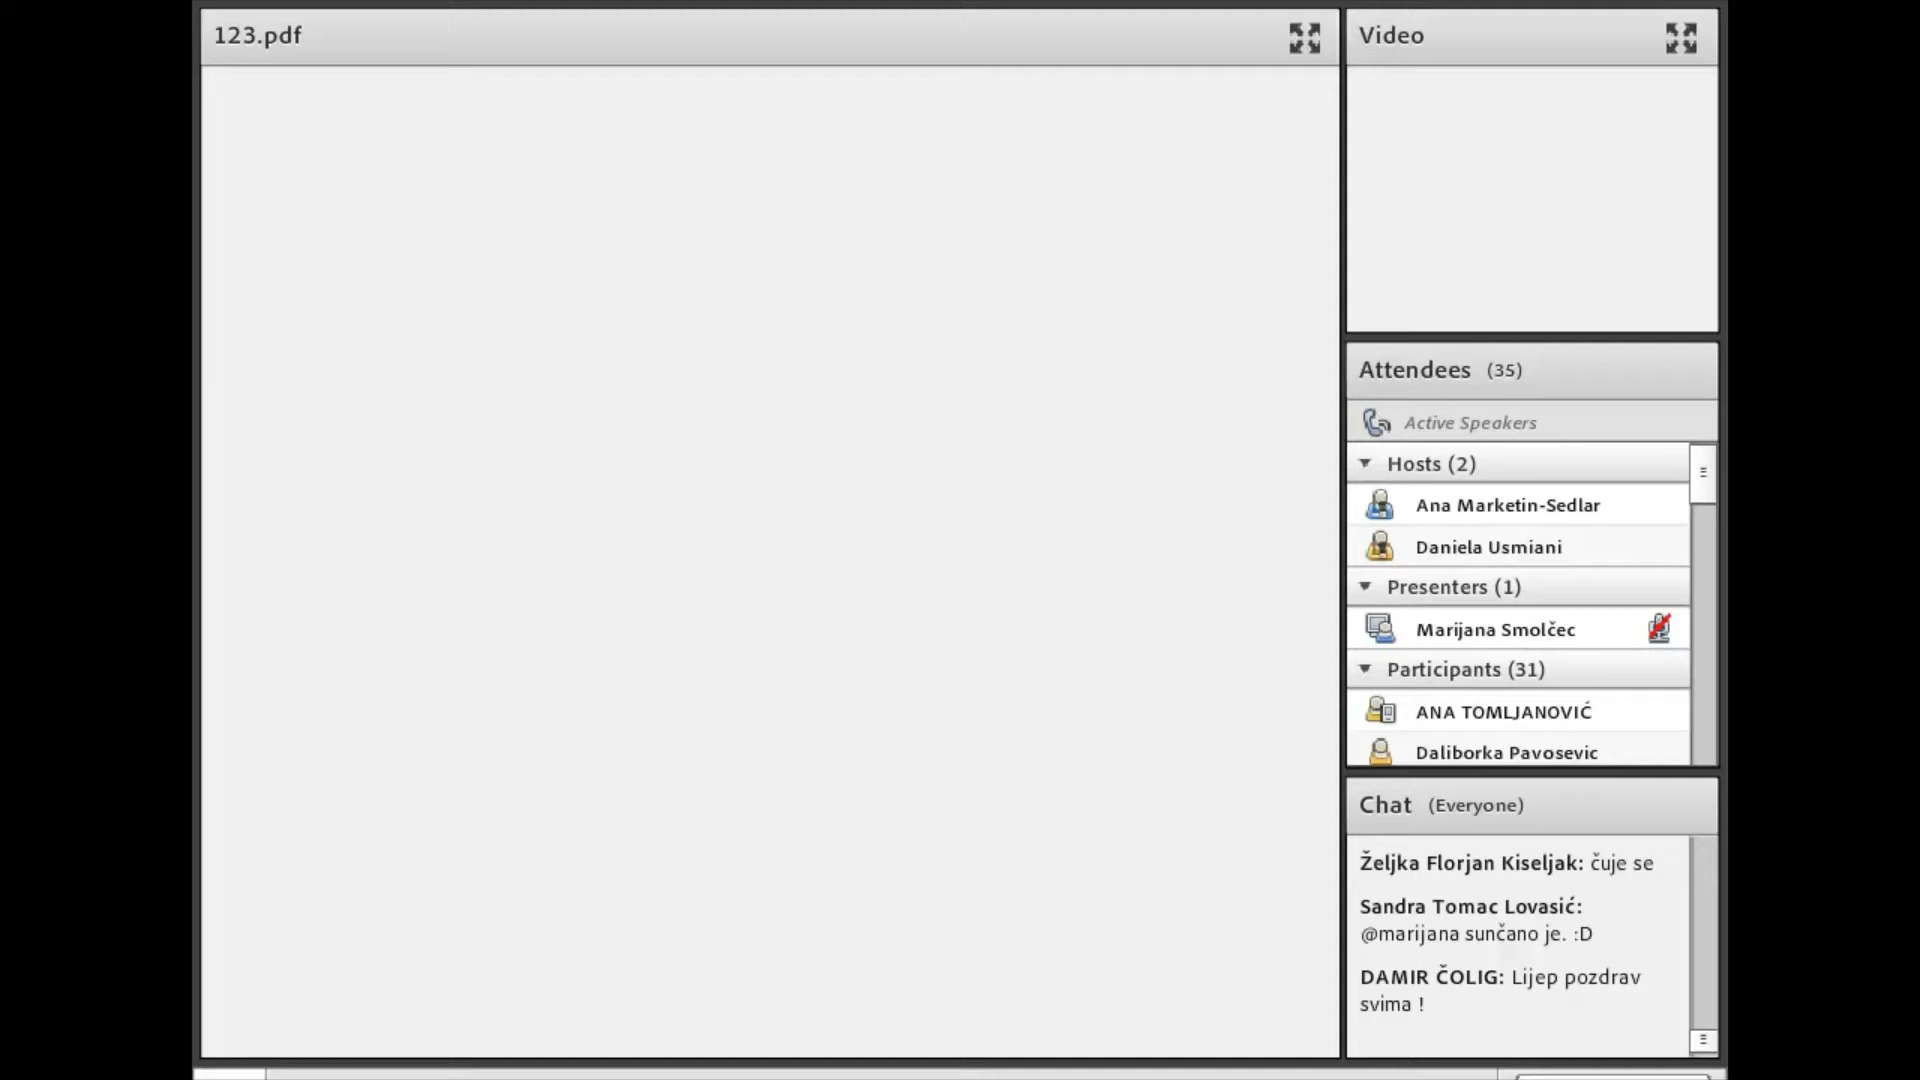 123.pdf
Video
Attendees (35)
Active Speakers
Hosts (2)
Ana Marketin-Sedlar
Daniela Usmiani
Presenters (1)
Marijana Smolčec
Participants (31)
ANA TOMLJANOVIĆ
Daliborka Pavosevic
Chat (Everyone)
Željka Florjan Kiseljak: čuje se
Sandra Tomac Lovasić:
@marijana sunčano je. :D
DAMIR ČOLIG: Lijep pozdrav
svima !